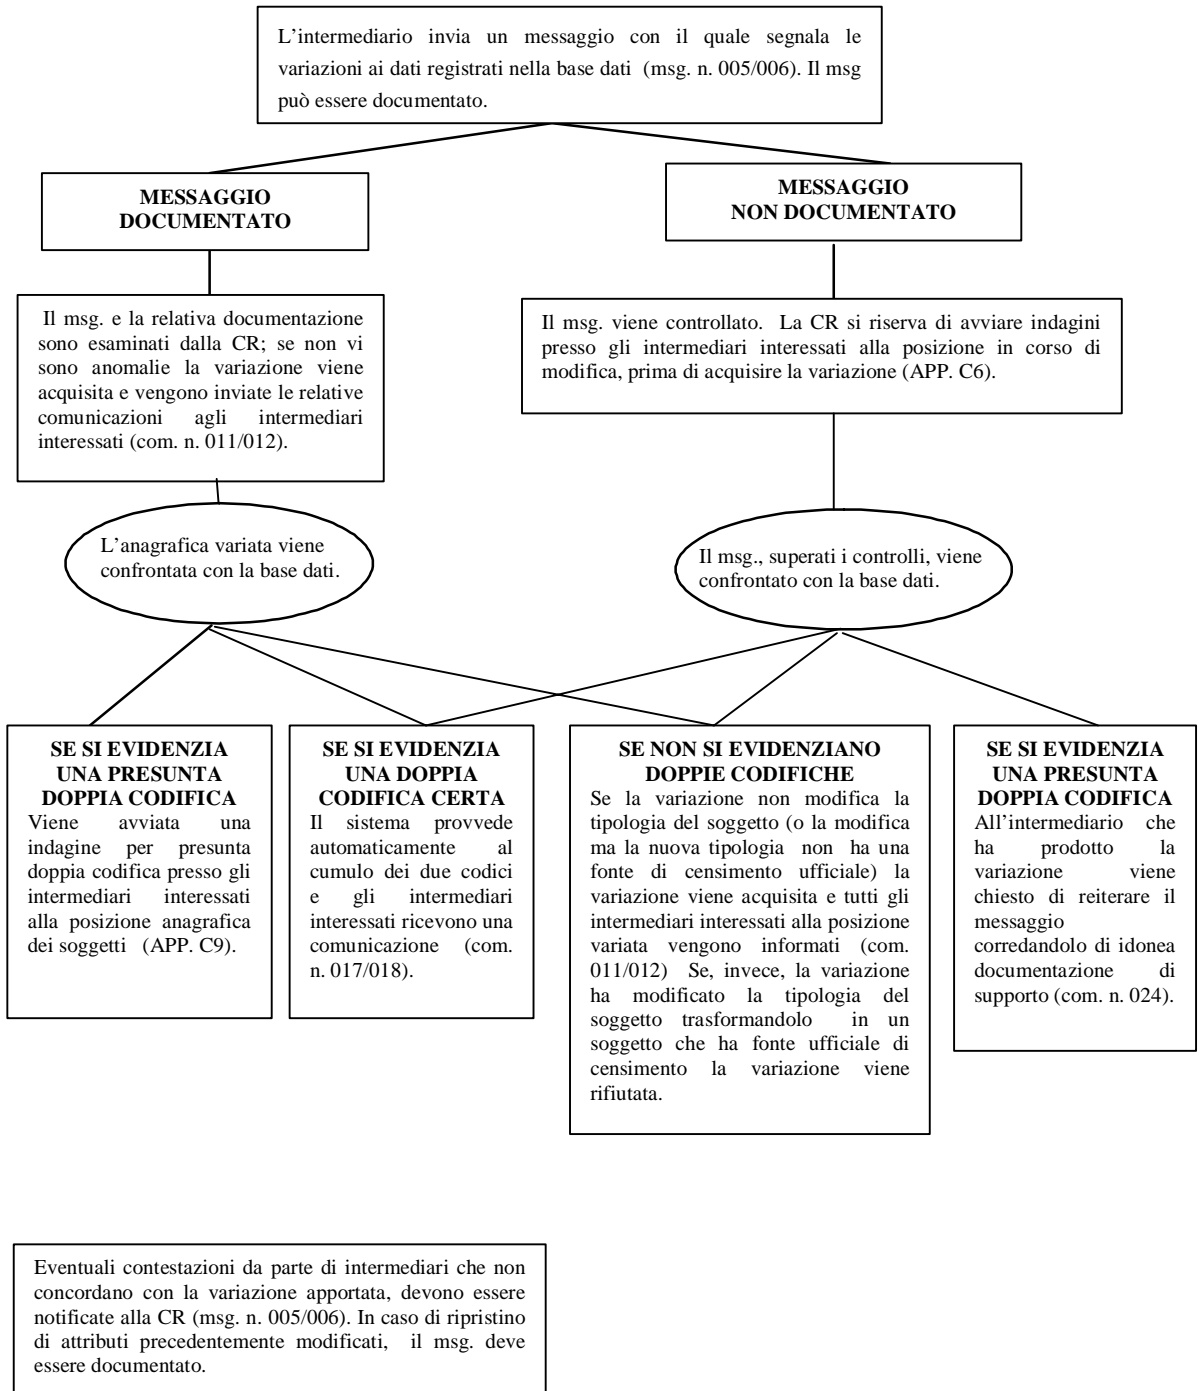 L'intermediario invia un messaggio con il quale segnala le
variazioni ai dati registrati nella base dati (msg. n. 005/006). Il msg
può essere documentato.
MESSAGGIO
DOCUMENTATO
MESSAGGIO
NON DOCUMENTATO
Il msg. e la relativa documentazione
sono esaminati dalla CR; se non vi
sono anomalie la variazione viene
acquisita e vengono inviate le relative
comunicazioni agli intermediari
interessati (com. n. 011/012).
Il msg. viene controllato. La CR si riserva di avviare indagini
presso gli intermediari interessati alla posizione in corso di
modifica, prima di acquisire la variazione (APP. C6).
L'anagrafica variata viene
confrontata con la base dati.
Il msg., superati i controlli, viene
confrontato con la base dati.
SE SI EVIDENZIA
UNA PRESUNTA
DOPPIA CODIFICA
Viene avviata una
indagine per presunta
doppia codifica presso gli
intermediari interessati
alla posizione anagrafica
dei soggetti (APP. C9).
SE SI EVIDENZIA
UNA DOPPIA
CODIFICA CERTA
Il sistema provvede
automaticamente al
cumulo dei due codici
e gli intermediari
interessati ricevono una
comunicazione (com.
n. 017/018).
SE NON SI EVIDENZIANO
DOPPIE CODIFICHE
Se la variazione non modifica la
tipologia del soggetto (o la modifica
ma la nuova tipologia non ha una
fonte di censimento ufficiale) la
variazione viene acquisita e tutti gli
intermediari interessati alla posizione
variata vengono informati (com.
011/012) Se, invece, la variazione
ha modificato la tipologia del
soggetto trasformandolo in un
soggetto che ha fonte ufficiale di
censimento la variazione viene
rifiutata.
SE SI EVIDENZIA
UNA PRESUNTA
DOPPIA CODIFICA
All'intermediario che
ha prodotto la
variazione viene
chiesto di reiterare il
messaggio
corredandolo di idonea
documentazione di
supporto (com. n. 024).
Eventuali contestazioni da parte di intermediari che non
concordano con la variazione apportata, devono essere
notificate alla CR (msg. n. 005/006). In caso di ripristino
di attributi precedentemente modificati, il msg. deve
essere documentato.